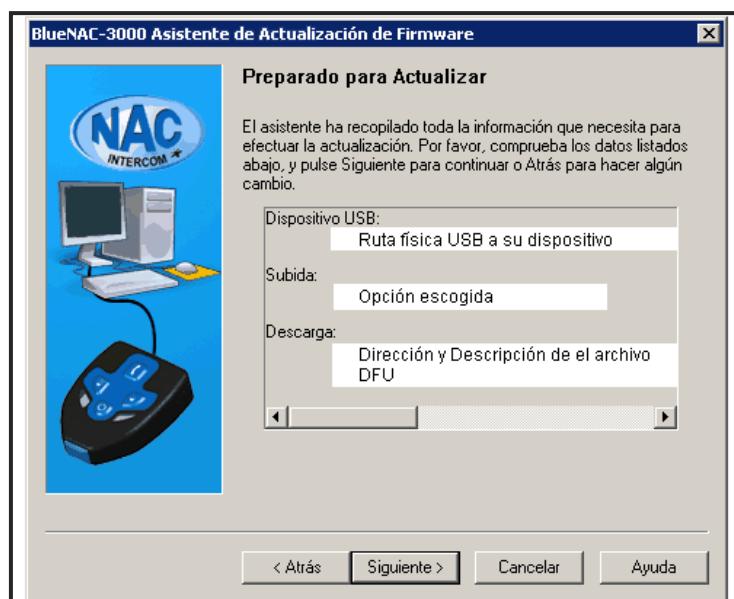 BlueNAC-3000 Asistente de Actualización de Firmware
Preparado para Actualizar
NAC
INTERCOM
El asistente ha recopilado toda la información que necesita para
efectuar la actualización. Por favor, comprueba los datos listados
abajo, y pulse Siguiente para continuar o Atrás para hacer algún
cambio.
Dispositivo USB:
Ruta física USB a su dispositivo
Subida:
Opción escogida
Descarga:
Dirección y Descripción de el archivo
DFU
< Atrás
Siguiente >
Cancelar
Ayuda